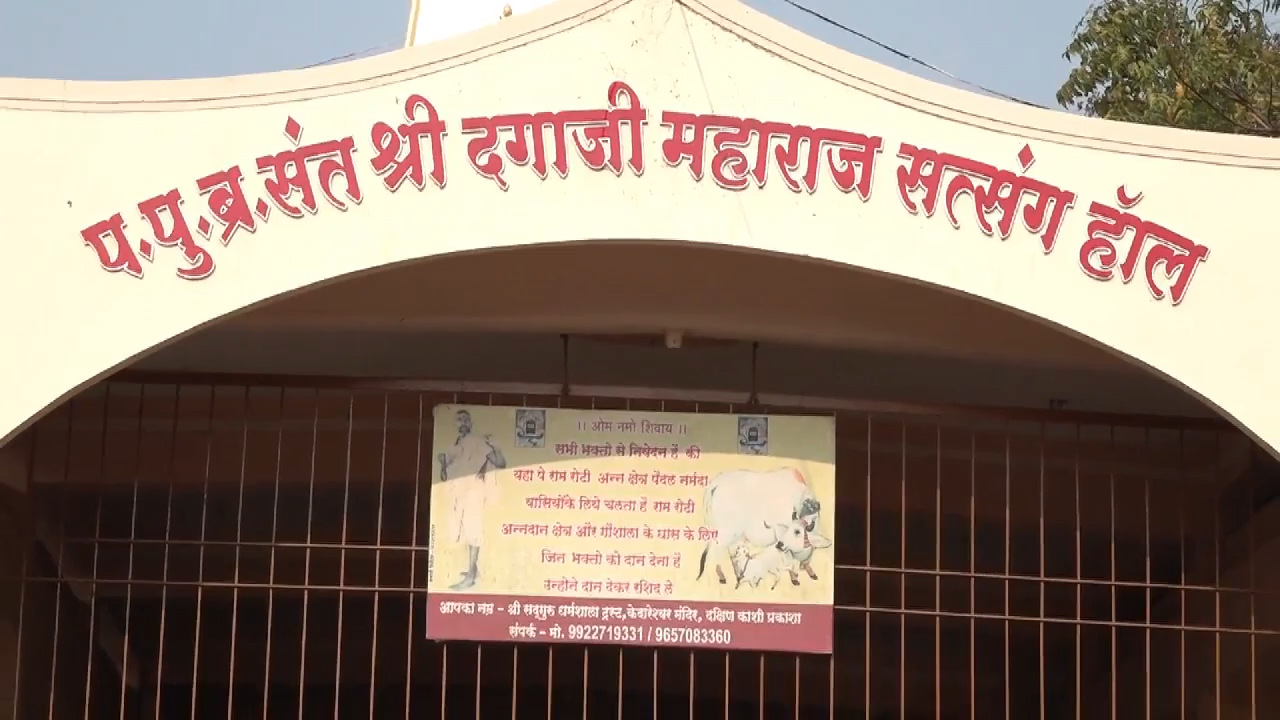 प.पु.ब्र.संत श्री दगाजी महाराज सत्संग हॉल
।। ओम नमो शिवाय ।।
सभी भक्तो से निवेदन हैं की
यहा पे राम रोटी अन्न क्षेत्र पैदल नर्मदा
वासियोंके लिये चलता हैं राम रोटी
अन्नदान क्षेत्र और गौशाला के घास के लिए
जिन भक्तो को दान देना हैं
उन्होने दान देकर रशिद ले
आपका नम्र - श्री सदगुरु धर्मशाला ट्रस्ट,केदारेश्वर मंदिर, दक्षिण काशी प्रकाशा
संपर्क - मो. 9922719331 / 9657083360